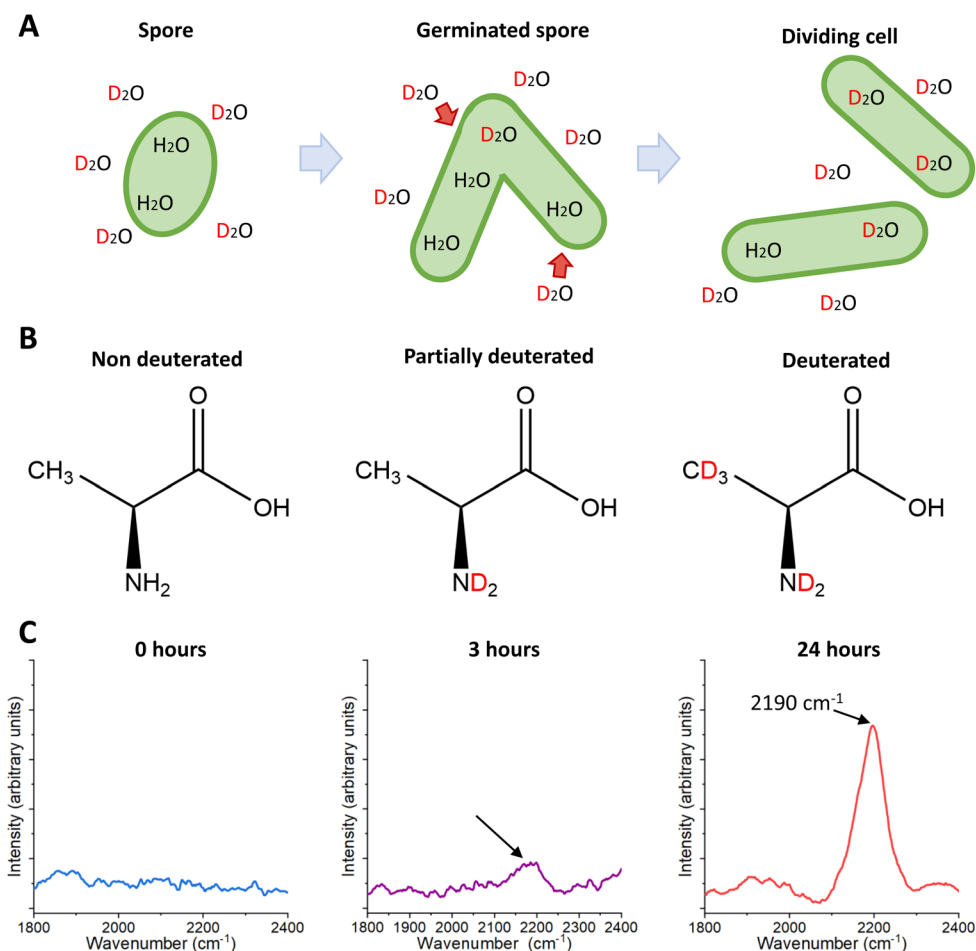 A
Spore
Germinated spore
Dividing cell
D₂O
D₂O
D₂O
D₂O
D₂O
H₂O
H₂O
D₂O
D₂O
D₂O
D₂O
D₂O
D₂O
H₂O
H₂O
H₂O
D₂O
D₂O
D₂O
D₂O
D₂O
H₂O
D₂O
D₂O
B
Non deuterated
Partially deuterated
Deuterated
O
CH₃
OH
NH₂
O
CH₃
OH
ND₂
O
CD₃
OH
ND₂
C
0 hours
3 hours
24 hours
Intensity (arbitrary units)
1800 2000 2200 2400
Wavenumber (cm⁻¹)
Intensity (arbitrary units)
1800 1900 2000 2100 2200 2300 2400
Wavenumber (cm⁻¹)
2190 cm⁻¹
Intensity (arbitrary units)
1800 2000 2200 2400
Wavenumber (cm⁻¹)